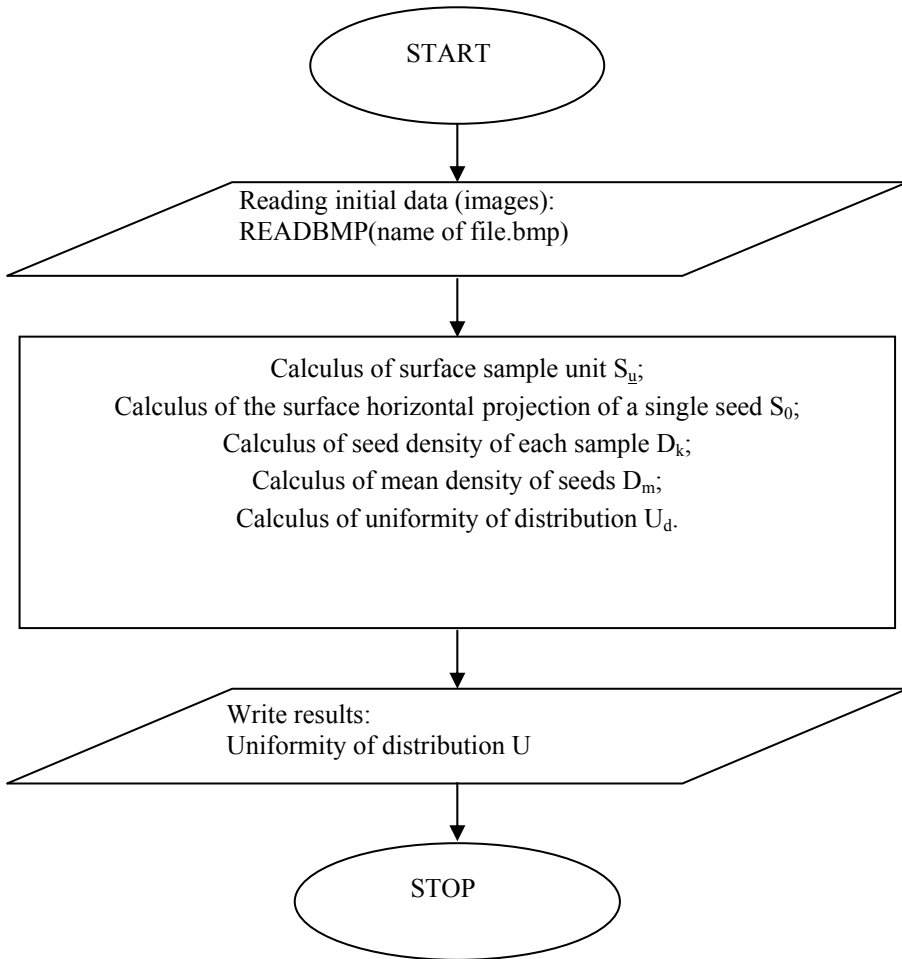 START
Reading initial data (images):
READBMP(name of file.bmp)
Calculus of surface sample unit Sᵤ;
Calculus of the surface horizontal projection of a single seed S₀;
Calculus of seed density of each sample Dₖ;
Calculus of mean density of seeds Dₘ;
Calculus of uniformity of distribution U_d.
Write results:
Uniformity of distribution U
STOP